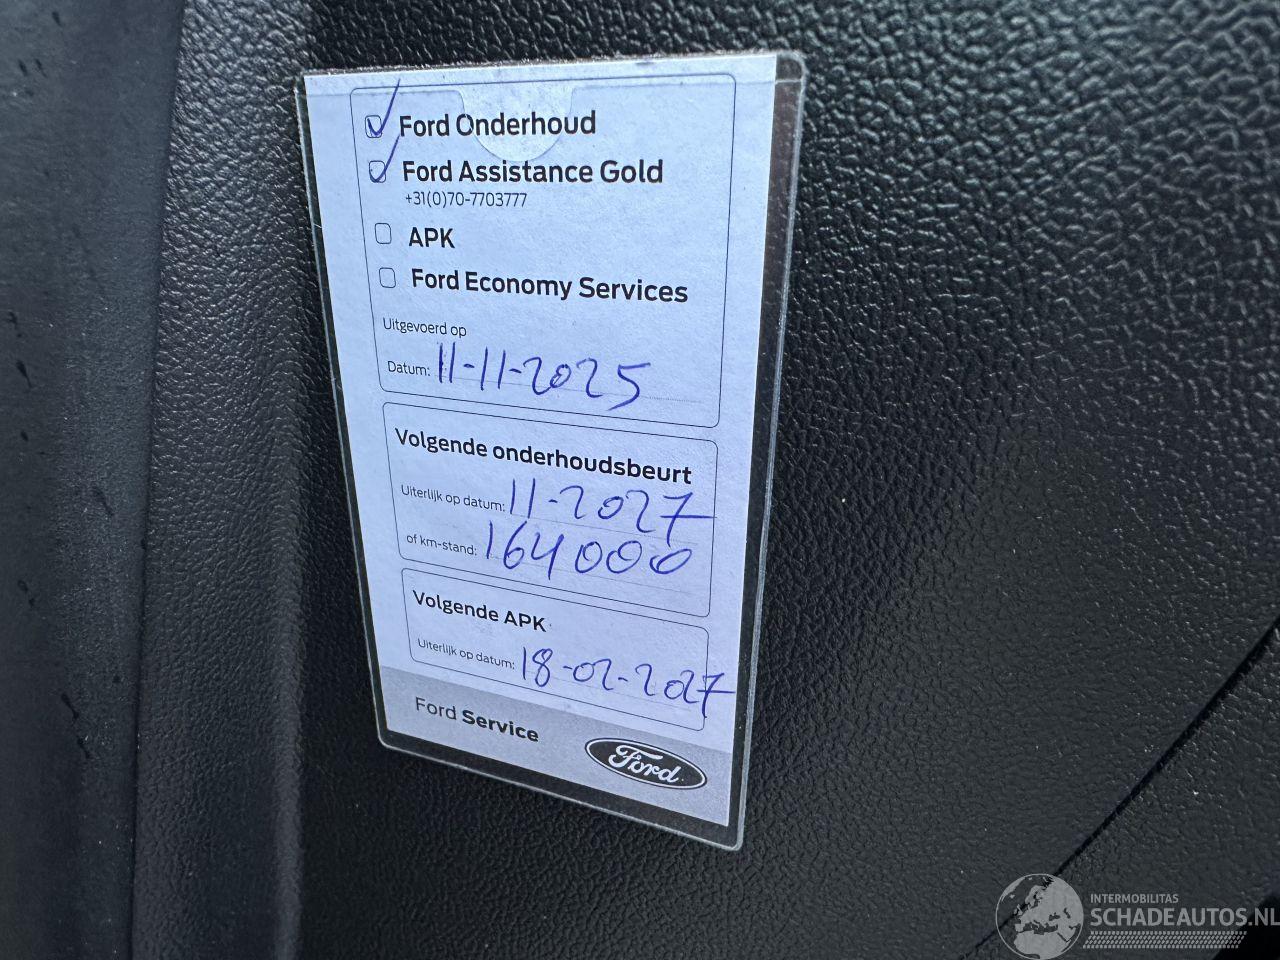 Ford Onderhoud
Ford Assistance Gold
+31(0)70-7703777
APK
Ford Economy Services
Uitgevoerd op
Datum: 11-11-2025
Volgende onderhoudsbeurt
Uiterlijk op datum: 11-2027
of km-stand: 164000
Volgende APK
Uiterlijk op datum: 18-02-2027
Ford Service
Ford
INTERMOBILITAS
SCHADEAUTOS.NL